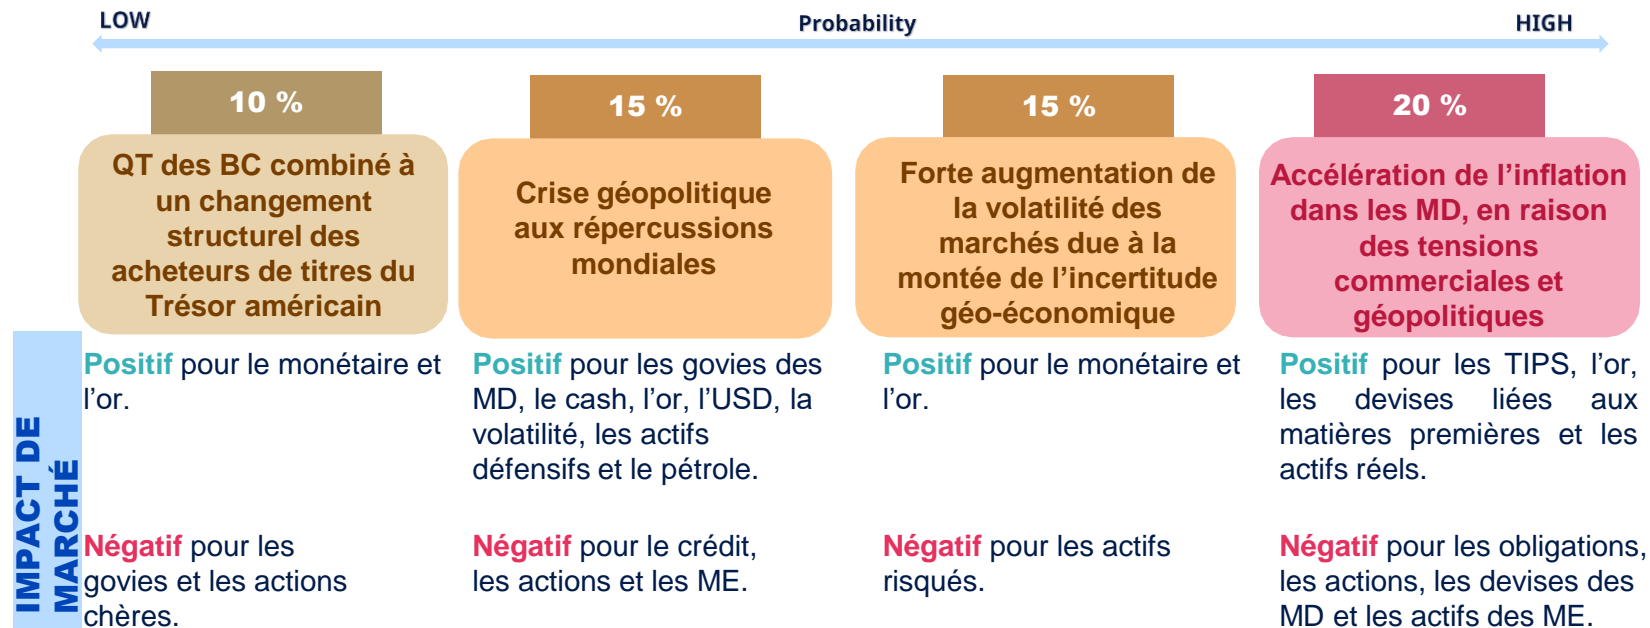 LOW
Probability
HIGH
10 %
15 %
15 %
20 %
QT des BC combiné à
un changement
structurel des
acheteurs de titres du
Trésor américain
Crise géopolitique
aux répercussions
mondiales
Forte augmentation de
la volatilité des
marchés due à la
montée de l’incertitude
géo-économique
Accélération de l’inflation
dans les MD, en raison
des tensions
commerciales et
géopolitiques
IMPACT DE
MARCHÉ
Positif pour le monétaire et
l’or.
Positif pour les govies des
MD, le cash, l’or, l’USD, la
volatilité, les actifs
défensifs et le pétrole.
Positif pour le monétaire et
l’or.
Positif pour les TIPS, l’or,
les devises liées aux
matières premières et les
actifs réels.
Négatif pour les
govies et les actions
chères.
Négatif pour le crédit,
les actions et les ME.
Négatif pour les actifs
risqués.
Négatif pour les obligations,
les actions, les devises des
MD et les actifs des ME.